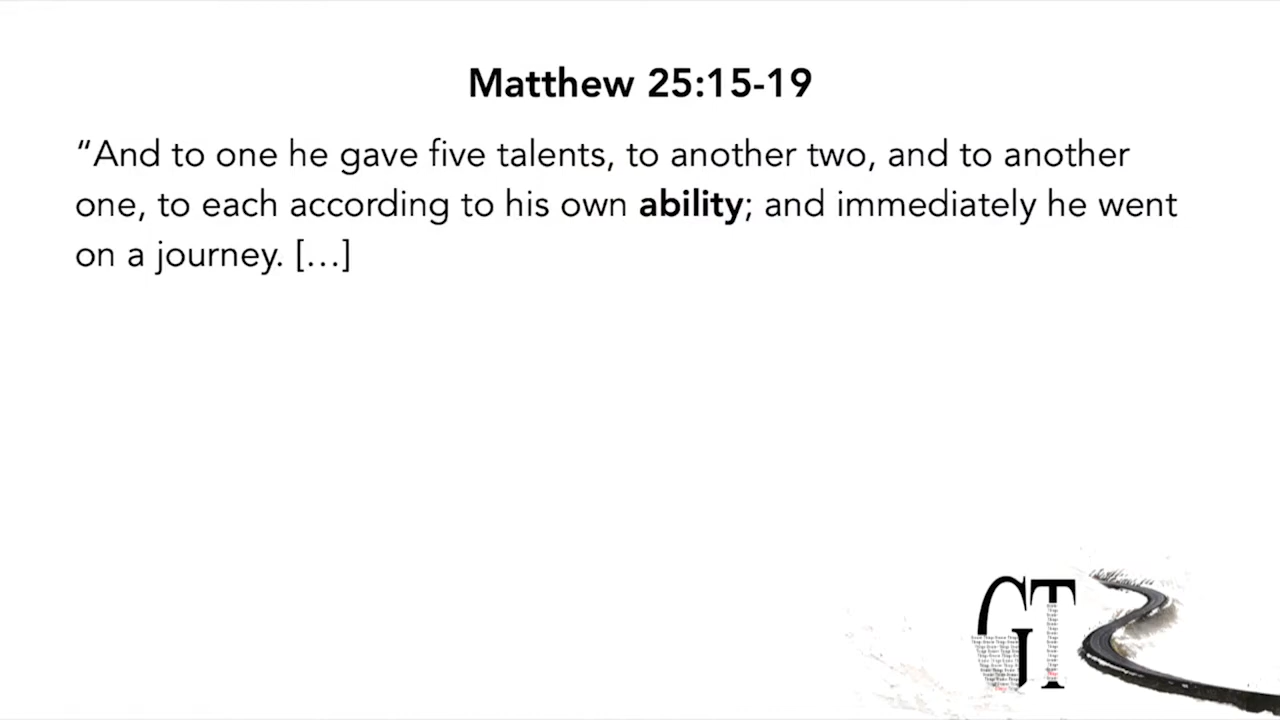 Matthew 25:15-19
“And to one he gave five talents, to another two, and to another
one, to each according to his own ability; and immediately he went
on a journey. […]
GT